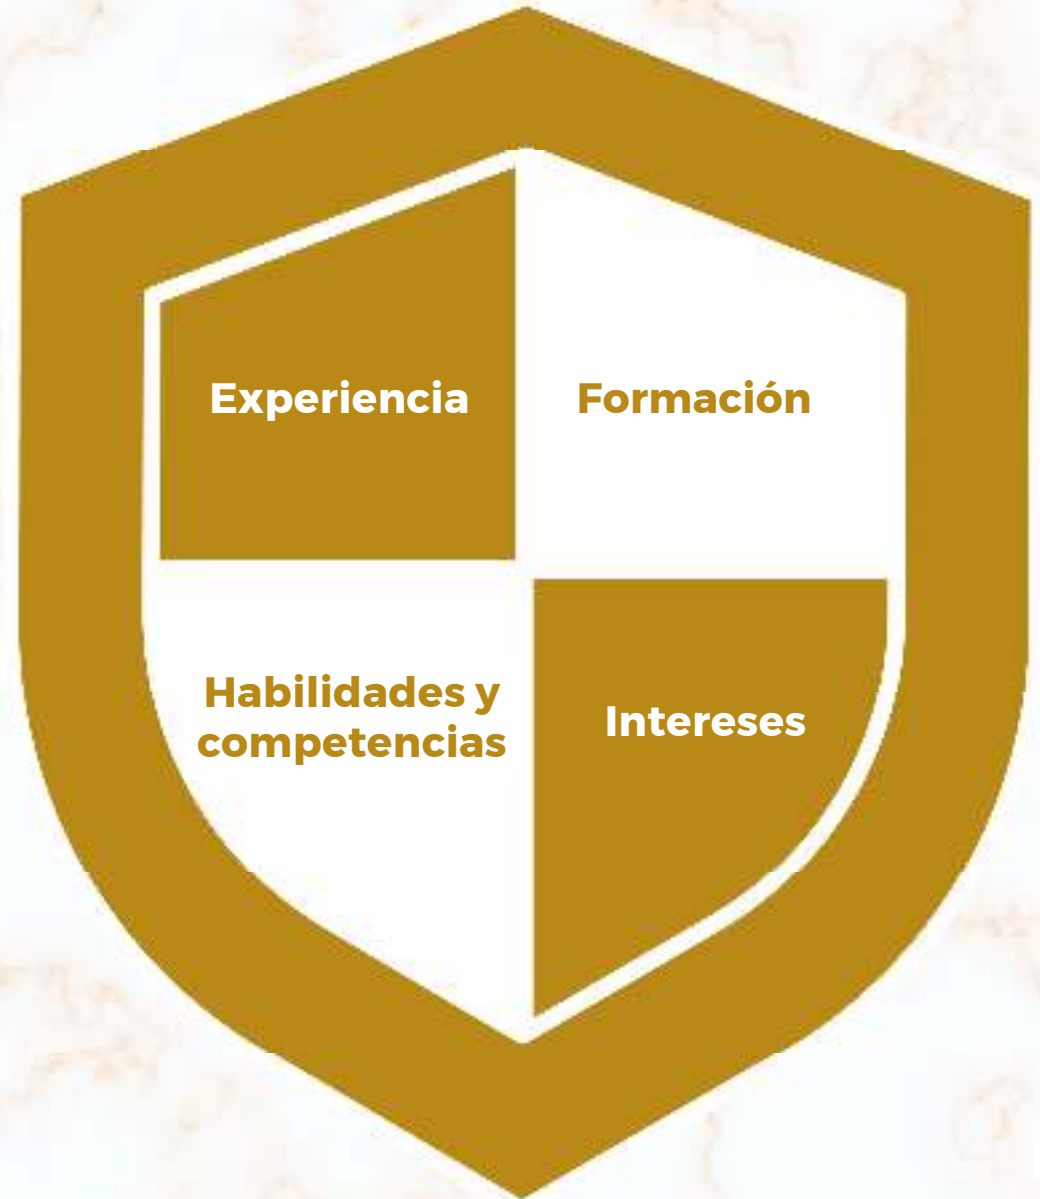 Experiencia
Formación
Habilidades y
competencias
Intereses